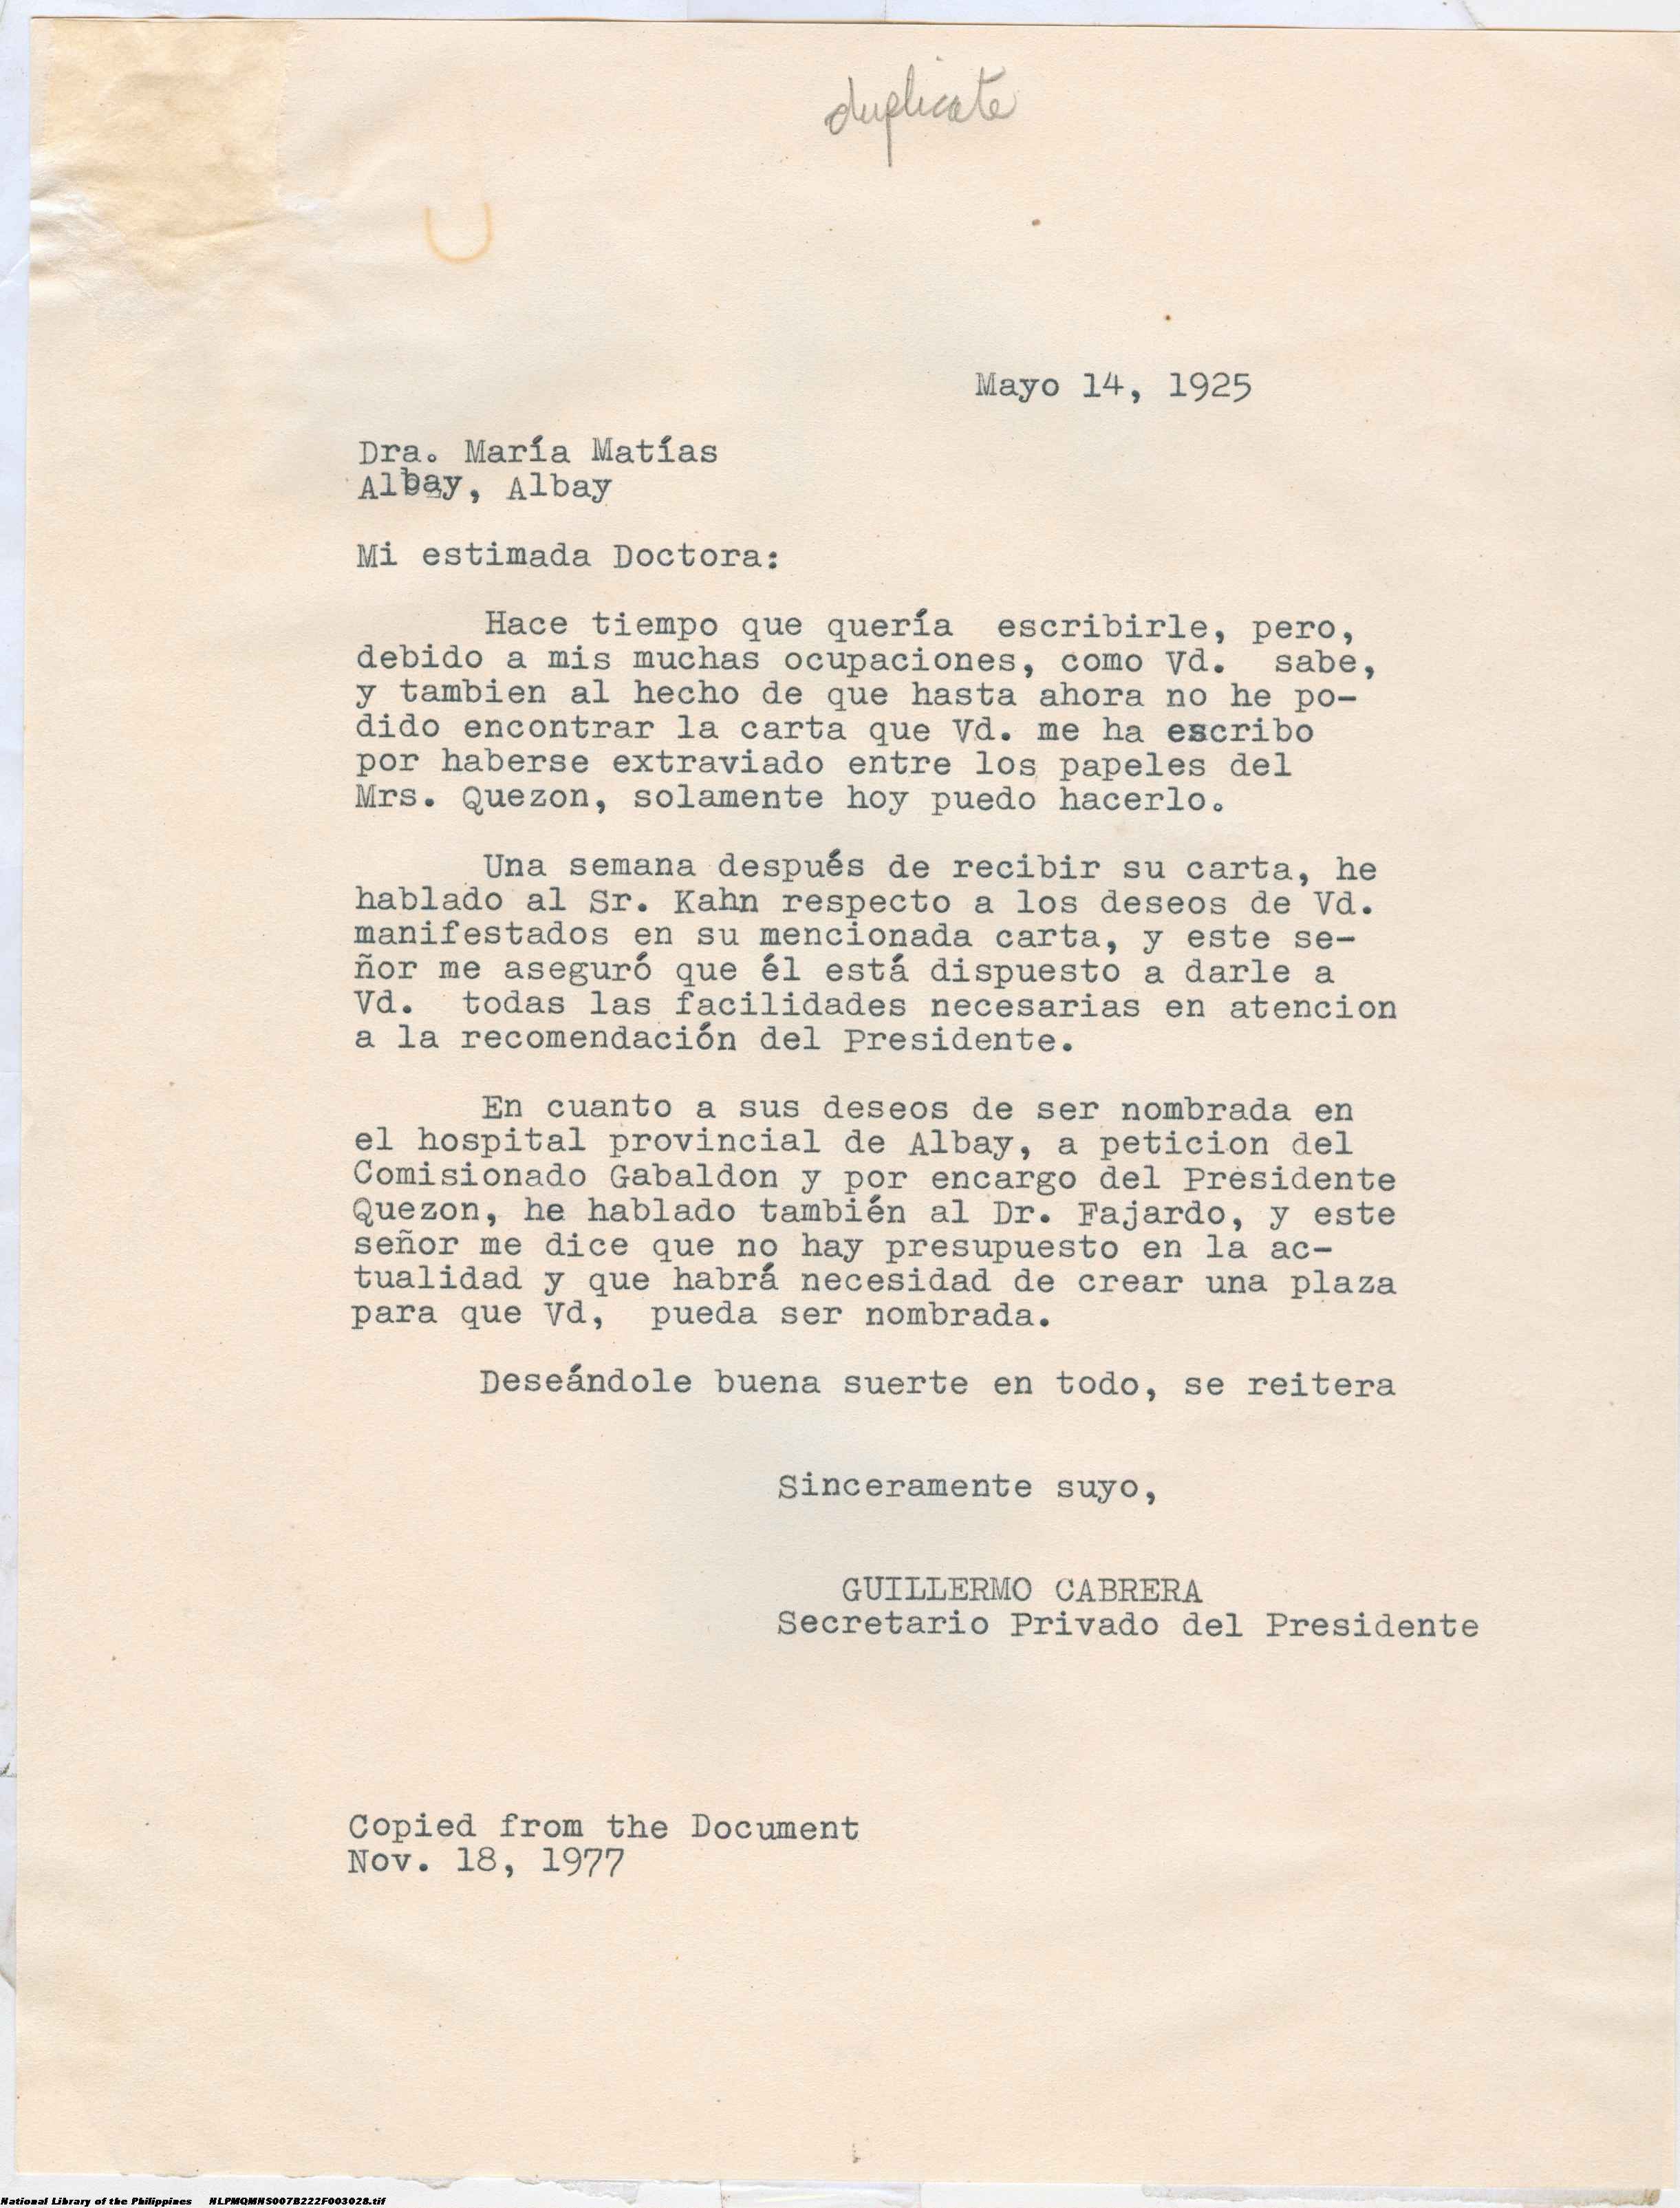 duplicate
Mayo 14, 1925
Dra. María Matías
Albay, Albay
Mi estimada Doctora:
Hace tiempo que quería escribirle, pero,
debido a mis muchas ocupaciones, como Vd. sabe,
y tambien al hecho de que hasta ahora no he po-
dido encontrar la carta que Vd. me ha escribo
por haberse extraviado entre los papeles del
Mrs. Quezon, solamente hoy puedo hacerlo.
Una semana después de recibir su carta, he
hablado al Sr. Kahn respecto a los deseos de Vd.
manifestados en su mencionada carta, y este se-
ñor me aseguró que él está dispuesto a darle a
Vd. todas las facilidades necesarias en atencion
a la recomendación del Presidente.
En cuanto a sus deseos de ser nombrada en
el hospital provincial de Albay, a peticion del
Comisionado Gabaldon y por encargo del Presidente
Quezon, he hablado también al Dr. Fajardo, y este
señor me dice que no hay presupuesto en la ac-
tualidad y que habrá necesidad de crear una plaza
para que Vd, pueda ser nombrada.
Deseándole buena suerte en todo, se reitera
Sinceramente suyo,
GUILLERMO CABRERA
Secretario Privado del Presidente
Copied from the Document
Nov. 18, 1977
National Library of the Philippines NLPMQMNS007B222F003028.tif